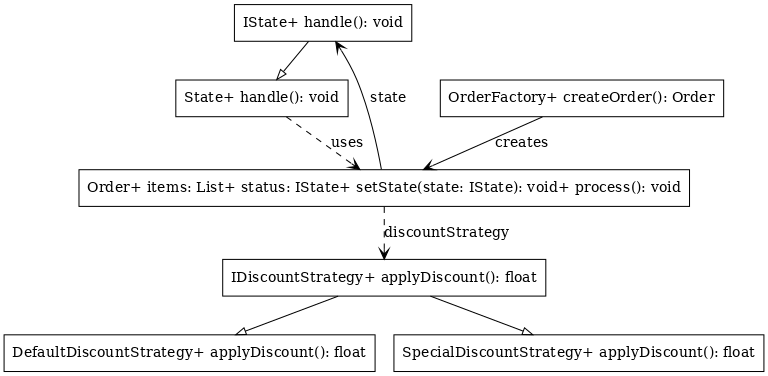 IState+ handle(): void
State+ handle(): void
state
OrderFactory+ createOrder(): Order
uses
creates
Order+ items: List+ status: IState+ setState(state: IState): void+ process(): void
discountStrategy
IDiscountStrategy+ applyDiscount(): float
DefaultDiscountStrategy+ applyDiscount(): float
SpecialDiscountStrategy+ applyDiscount(): float